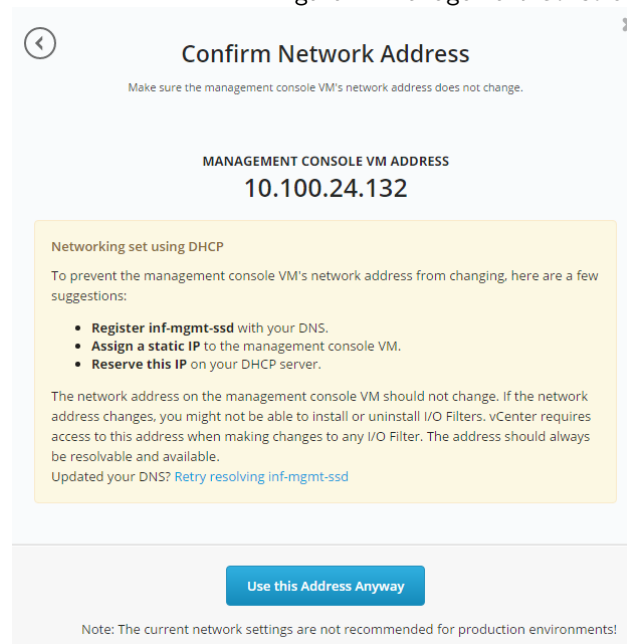 Confirm Network Address
Make sure the management console VM's network address does not change.
MANAGEMENT CONSOLE VM ADDRESS
10.100.24.132
Networking set using DHCP
To prevent the management console VM's network address from changing, here are a few
suggestions:
• Register inf-mgmt-ssd with your DNS.
• Assign a static IP to the management console VM.
• Reserve this IP on your DHCP server.
The network address on the management console VM should not change. If the network
address changes, you might not be able to install or uninstall I/O Filters. vCenter requires
access to this address when making changes to any I/O Filter. The address should always
be resolvable and available.
Updated your DNS? Retry resolving inf-mgmt-ssd
Use this Address Anyway
Note: The current network settings are not recommended for production environments!